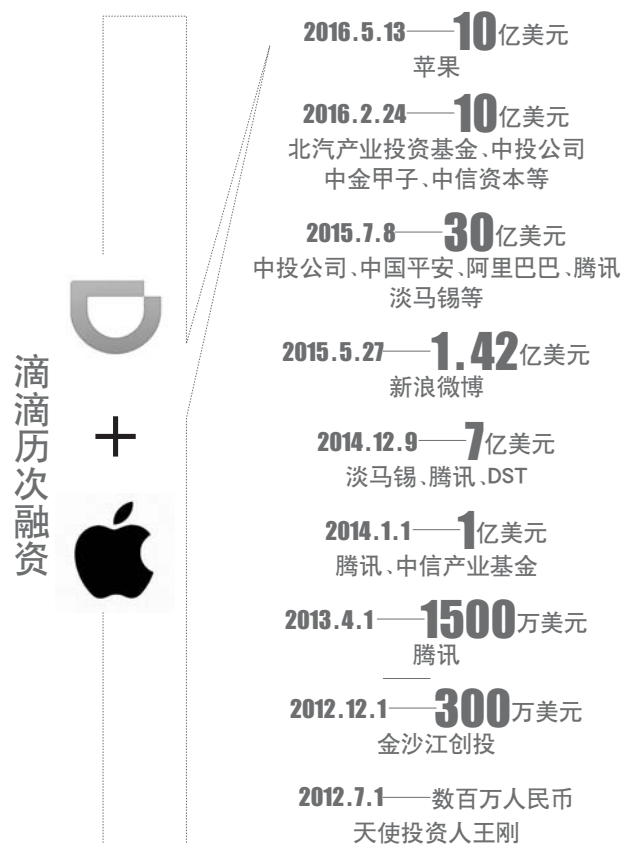 滴滴历次融资
+
2016.5.13——10亿美元
苹果
2016.2.24——10亿美元
北汽产业投资基金、中投公司
中金甲子、中信资本等
2015.7.8——30亿美元
中投公司、中国平安、阿里巴巴、腾讯
淡马锡等
2015.5.27——1.42亿美元
新浪微博
2014.12.9——7亿美元
淡马锡、腾讯、DST
2014.1.1——1亿美元
腾讯、中信产业基金
2013.4.1——1500万美元
腾讯
2012.12.1——300万美元
金沙江创投
2012.7.1——数百万人民币
天使投资人王刚